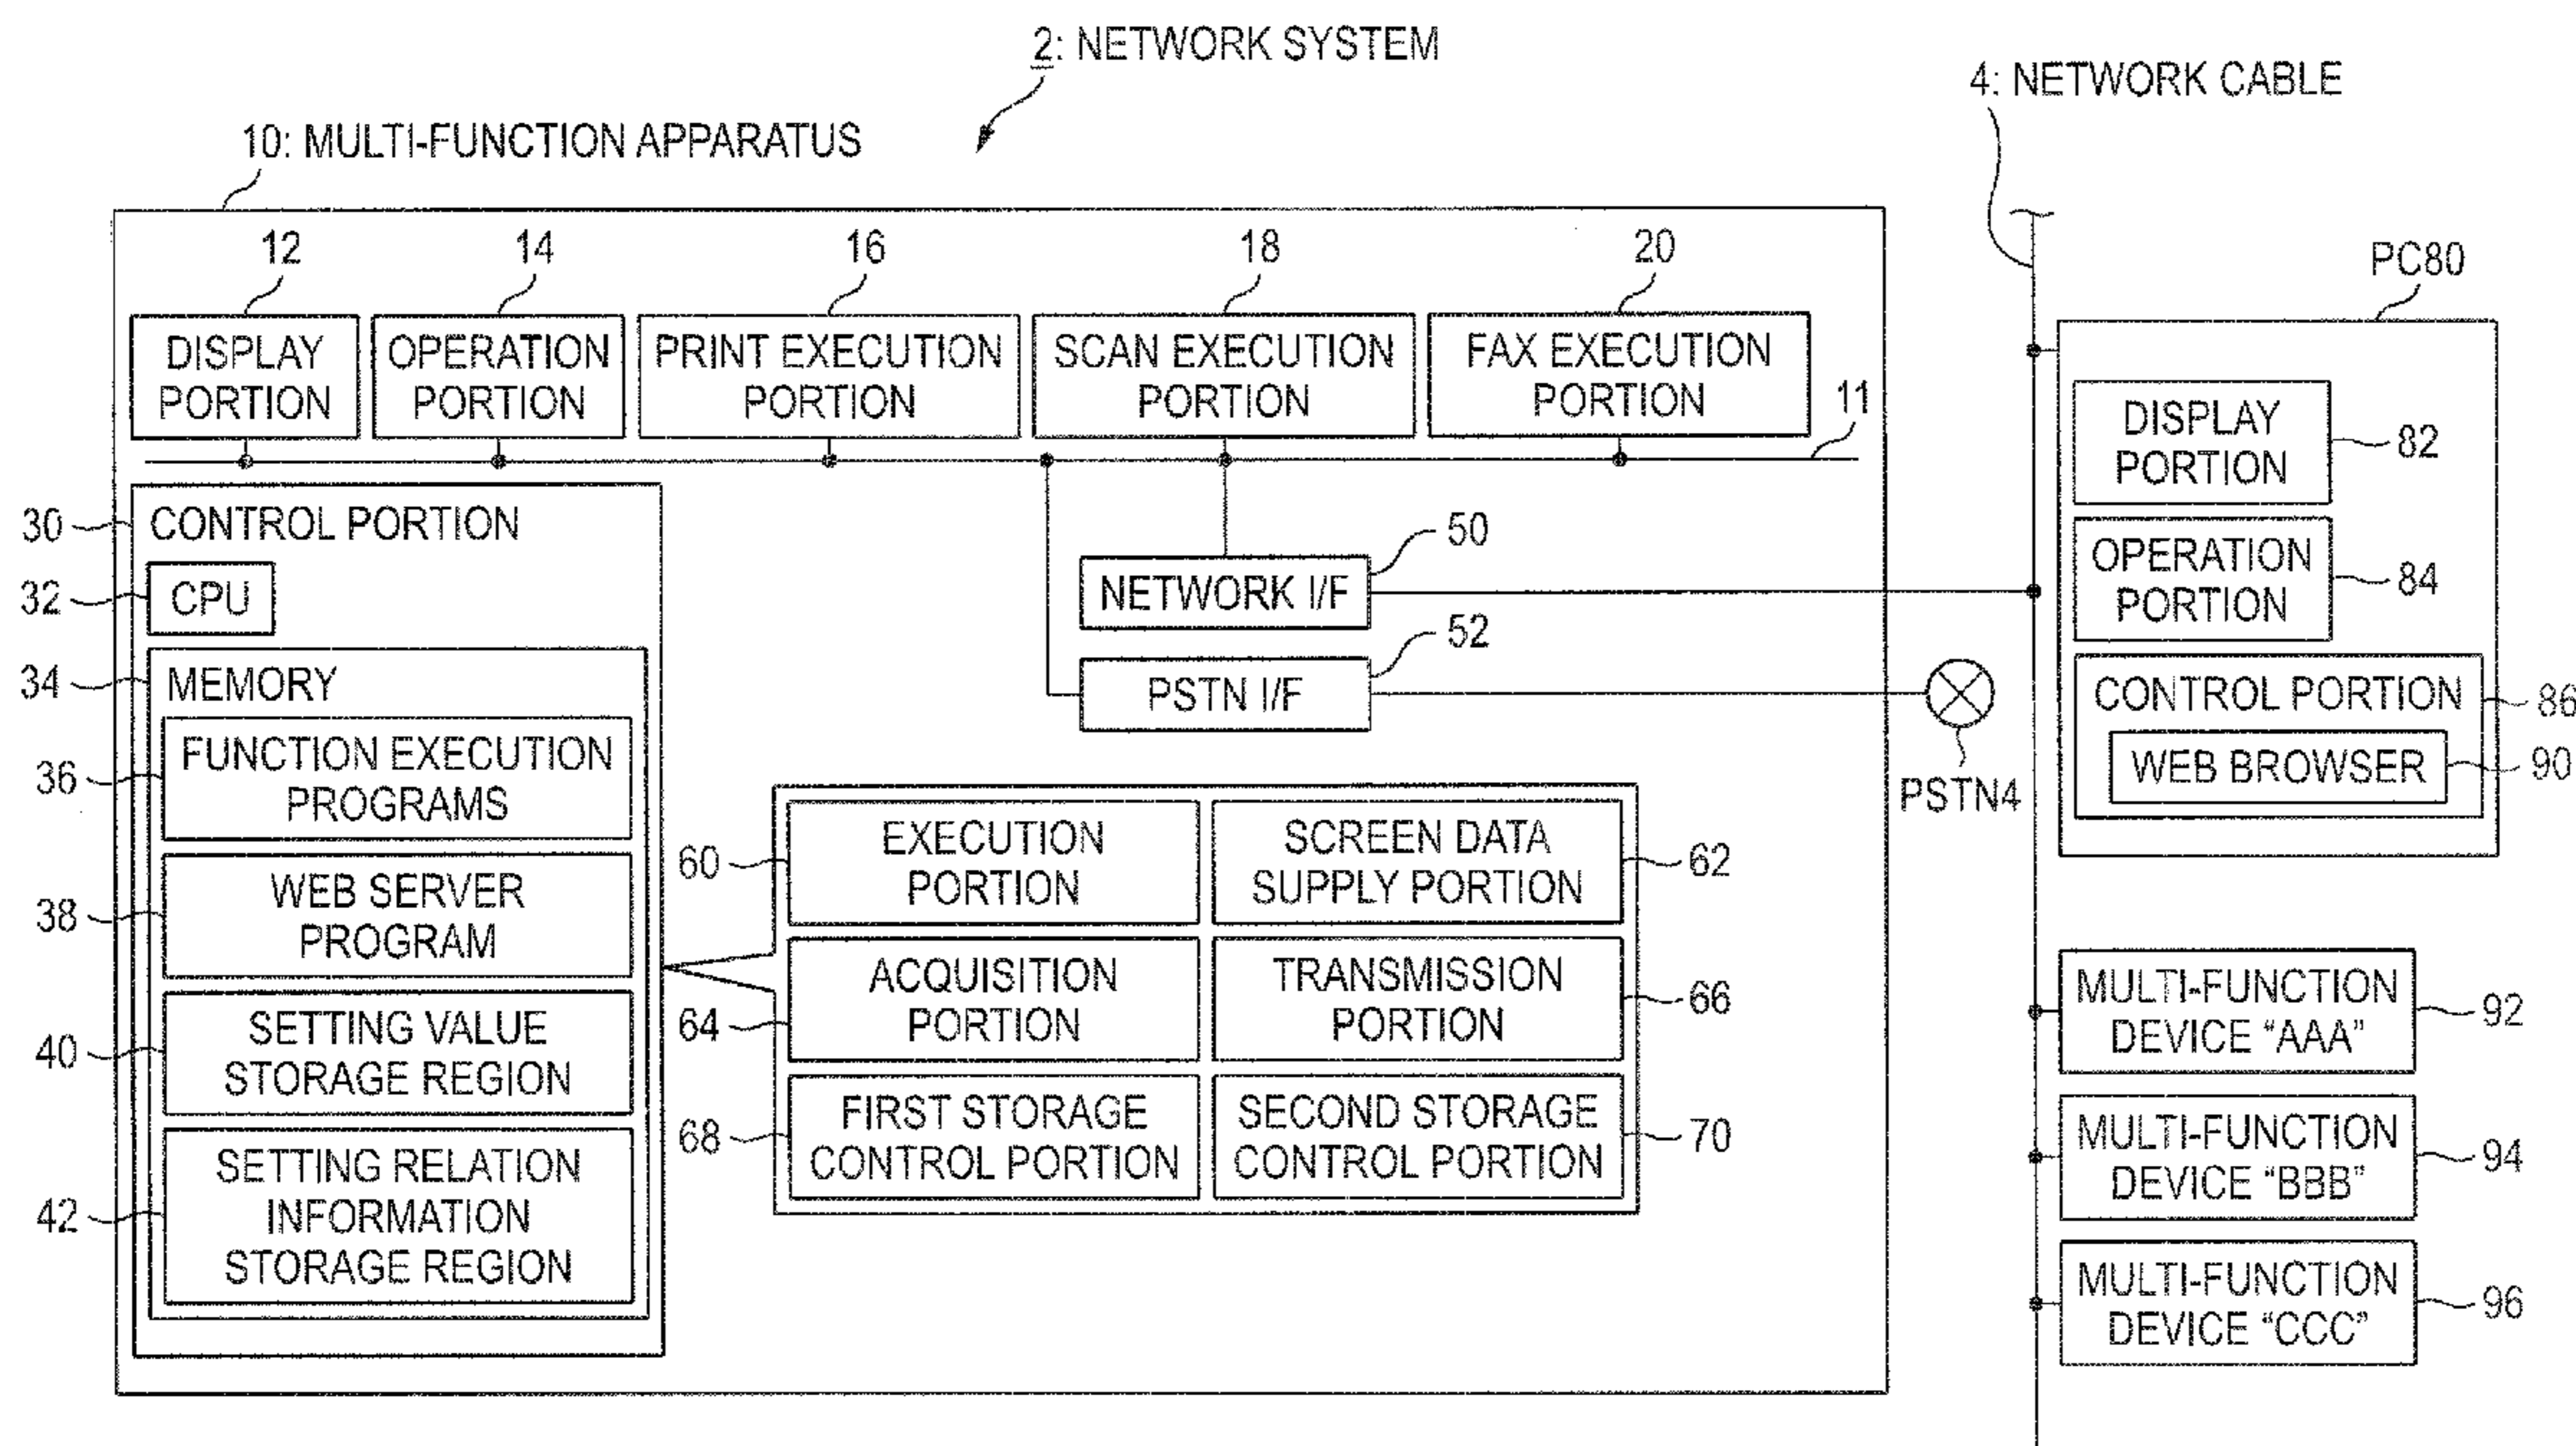 2: NETWORK SYSTEM
4: NETWORK CABLE
10: MULTI-FUNCTION APPARATUS
12
14
16
18
20
PC80
DISPLAY
PORTION
OPERATION
PORTION
PRINT EXECUTION
PORTION
SCAN EXECUTION
PORTION
FAX EXECUTION
PORTION
11
DISPLAY
PORTION
82
30
CONTROL PORTION
50
OPERATION
PORTION
84
32
CPU
NETWORK I/F
52
34
MEMORY
PSTN I/F
PSTN4
CONTROL PORTION
86
WEB BROWSER
90
36
FUNCTION EXECUTION
PROGRAMS
60
EXECUTION
PORTION
SCREEN DATA
SUPPLY PORTION
62
38
WEB SERVER
PROGRAM
64
ACQUISITION
PORTION
TRANSMISSION
PORTION
66
MULTI-FUNCTION
DEVICE “AAA”
92
40
SETTING VALUE
STORAGE REGION
68
FIRST STORAGE
CONTROL PORTION
SECOND STORAGE
CONTROL PORTION
70
MULTI-FUNCTION
DEVICE “BBB”
94
42
SETTING RELATION
INFORMATION
STORAGE REGION
MULTI-FUNCTION
DEVICE “CCC”
96